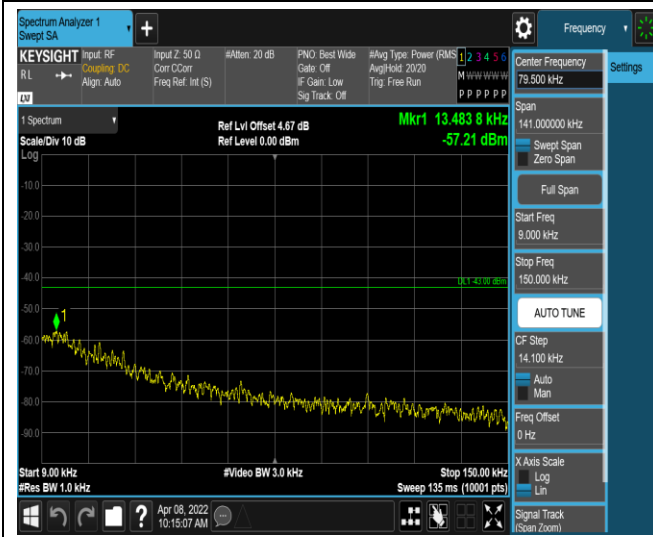 Spectrum Analyzer 1
Swept SA
Frequency
KEYSIGHT
RL
LXI
Input: RF
Coupling: DC
Align: Auto
Input Z: 50 Ω
Corr CCorr
Freq Ref: Int (S)
#Atten: 20 dB
PNO: Best Wide
Gate: Off
IF Gain: Low
Sig Track: Off
#Avg Type: Power (RMS
Avg|Hold: 20/20
Trig: Free Run
1 2 3 4 5 6
M W W W W W
P P P P P P
1 Spectrum
Scale/Div 10 dB
Log
Ref Lvl Offset 4.67 dB
Ref Level 0.00 dBm
Mkr1 13.483 8 kHz
-57.21 dBm
-10.0
-20.0
-30.0
-40.0
-50.0
-60.0
-70.0
-80.0
-90.0
DL1 -43.00 dBm
1
Start 9.00 kHz
#Res BW 1.0 kHz
#Video BW 3.0 kHz
Stop 150.00 kHz
Sweep 135 ms (10001 pts)
Apr 08, 2022
10:15:07 AM
Center Frequency
79.500 kHz
Span
141.000000 kHz
Swept Span
Zero Span
Full Span
Start Freq
9.000 kHz
Stop Freq
150.000 kHz
AUTO TUNE
CF Step
14.100 kHz
Auto
Man
Freq Offset
0 Hz
X Axis Scale
Log
Lin
Signal Track
(Span Zoom)
Settings